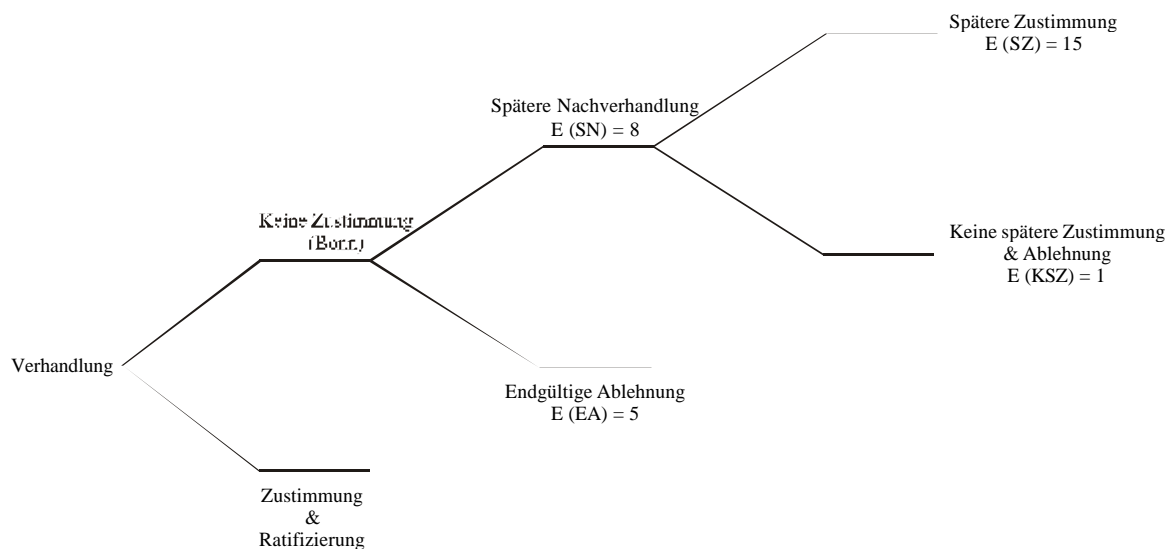 Spätere Zustimmung
E (SZ) = 15
Spätere Nachverhandlung
E (SN) = 8
Keine Zustimmung
(Bonn)
Keine spätere Zustimmung
& Ablehnung
E (KSZ) = 1
Verhandlung
Endgültige Ablehnung
E (EA) = 5
Zustimmung
&
Ratifizierung